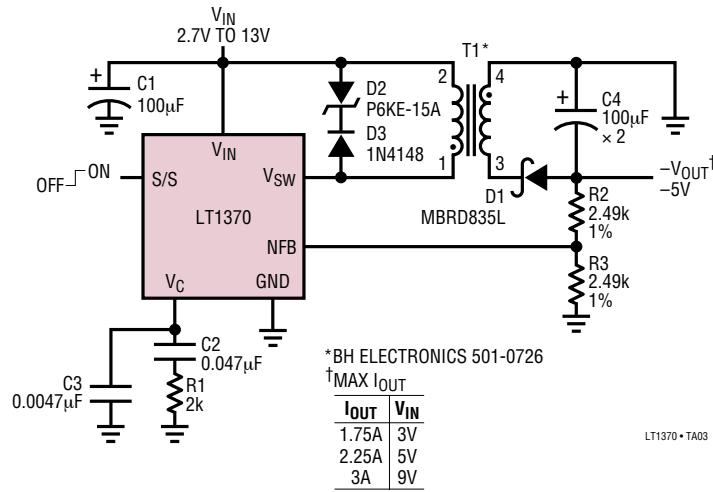 VIN
2.7V TO 13V
+
C1
100µF
D2
P6KE-15A
D3
1N4148
T1*
2
4
1
3
+
C4
100µF
× 2
OFF
ON
VIN
S/S
VSW
LT1370
NFB
VC
GND
D1
MBRD835L
–VOUT†
–5V
R2
2.49k
1%
R3
2.49k
1%
C2
0.047µF
C3
0.0047µF
R1
2k
*BH ELECTRONICS 501-0726
†MAX IOUT
IOUT VIN
1.75A 3V
2.25A 5V
3A 9V
LT1370 • TA03